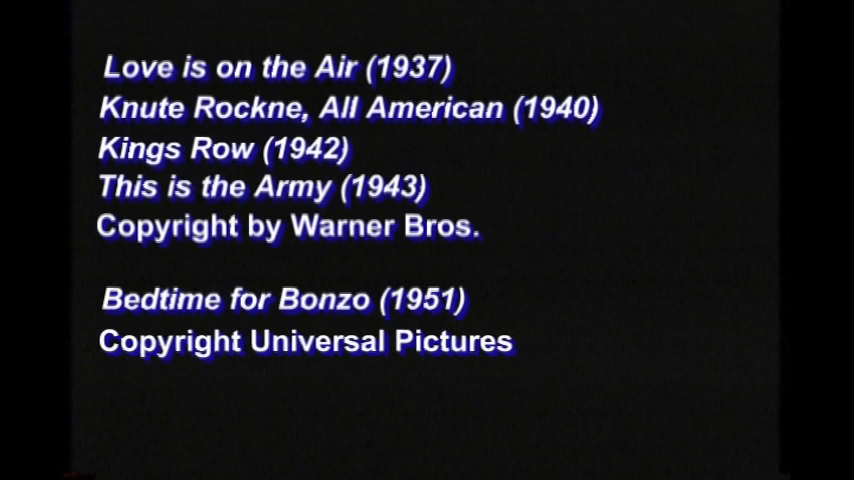 Love is on the Air (1937)
Knute Rockne, All American (1940)
Kings Row (1942)
This is the Army (1943)
Copyright by Warner Bros.
Bedtime for Bonzo (1951)
Copyright Universal Pictures